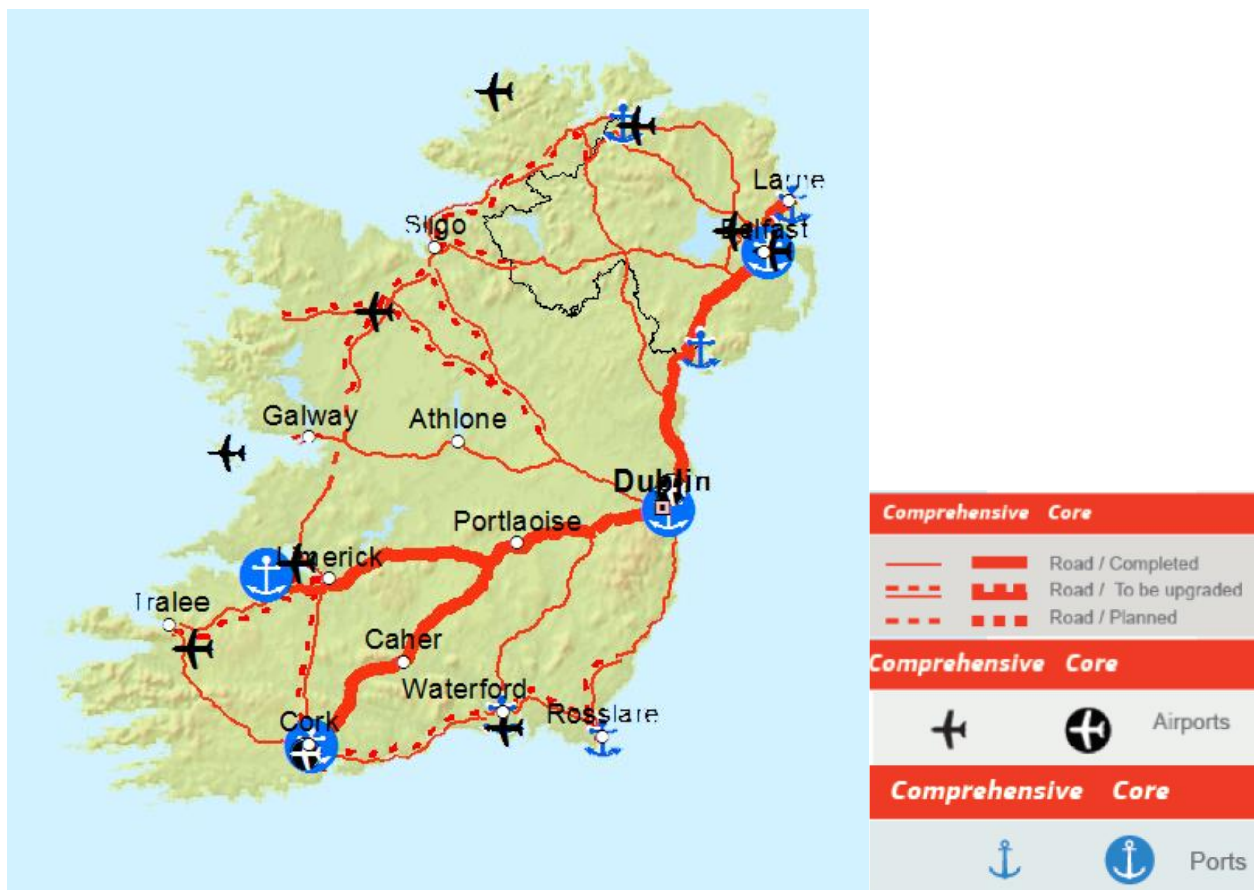 Larne
Belfast
Sligo
Galway
Athlone
Dublin
Portlaoise
Limerick
Tralee
Caher
Waterford
Rosslare
Cork
Comprehensive Core
Road / Completed
Road / To be upgraded
Road / Planned
Comprehensive Core
Airports
Comprehensive Core
Ports